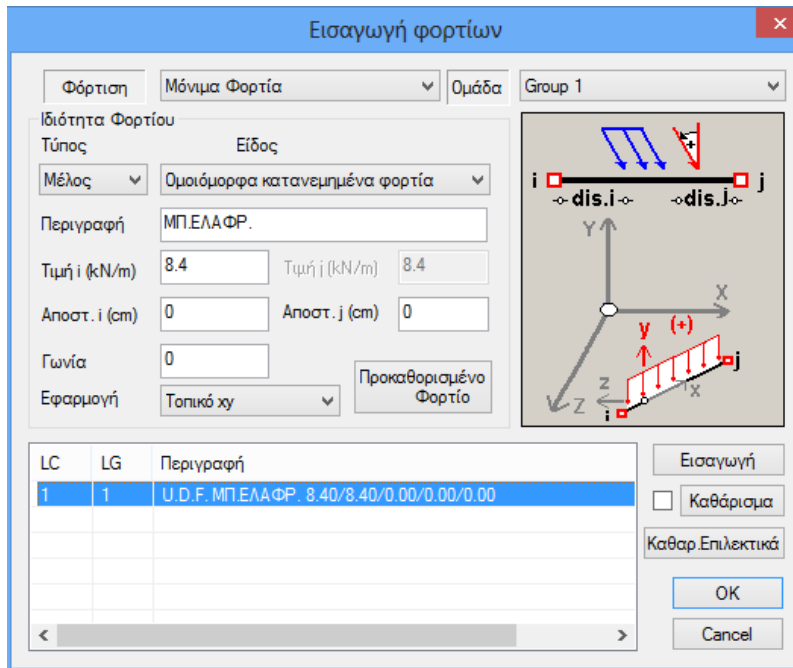 Εισαγωγή φορτίων
Φόρτιση Μόνιμα Φορτία Ομάδα Group 1
Ιδιότητα Φορτίου
Τύπος Είδος
Μέλος Ομοιόμορφα κατανεμημένα φορτία
Περιγραφή ΜΠ.ΕΛΑΦΡ.
Τιμή i (kN/m) 8.4 Τιμή j (kN/m) 8.4
Αποστ. i (cm) 0 Αποστ. j (cm) 0
Γωνία 0
Εφαρμογή Τοπικό xy
Προκαθορισμένο
Φορτίο
+
i j
dis.i dis.j
Y
X
y (+)
j
z x
Z i
LC LG Περιγραφή
1 1 U.D.F. ΜΠ.ΕΛΑΦΡ. 8.40/8.40/0.00/0.00/0.00
Εισαγωγή
Καθάρισμα
Καθαρ.Επιλεκτικά
OK
Cancel